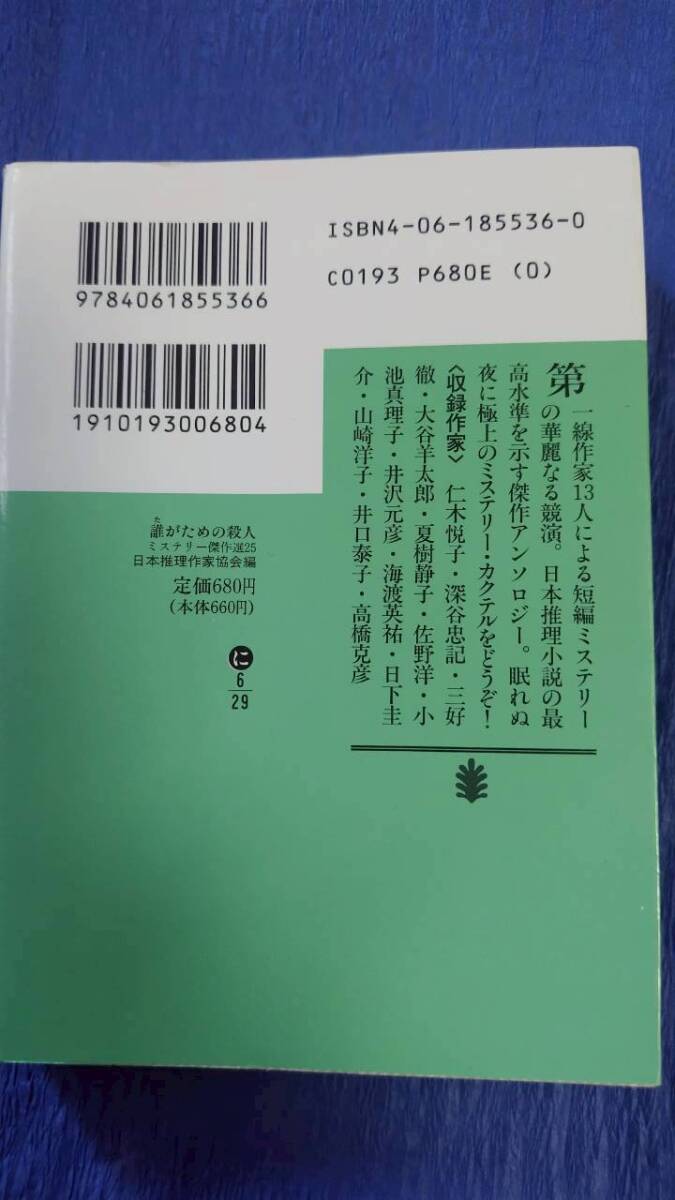 ISBN4-06-185536-0
C0193 P680E (0)
9784061855366
1910193006804
第一線作家13人による短編ミステリー
の華麗なる競演。日本推理小説の最
高水準を示す傑作アンソロジー。眠れぬ
夜に極上のミステリー・カクテルをどうぞ!
〈収録作家〉 仁木悦子・深谷忠記・三好
徹・大谷羊太郎・夏樹静子・佐野洋・小
池真理子・井沢元彦・海渡英祐・日下圭
介・山崎洋子・井口泰子・高橋克彦
た
誰がための殺人
ミステリー傑作選25
日本推理作家協会編
定価680円
(本体660円)
に
6
29